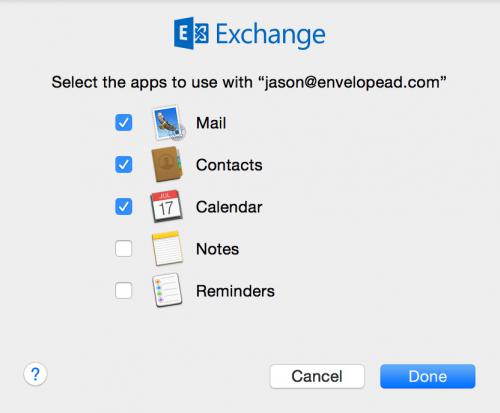 Exchange
Select the apps to use with “jason@envelopead.com”
Mail
Contacts
JUL
17
Calendar
Notes
Reminders
?
Cancel
Done